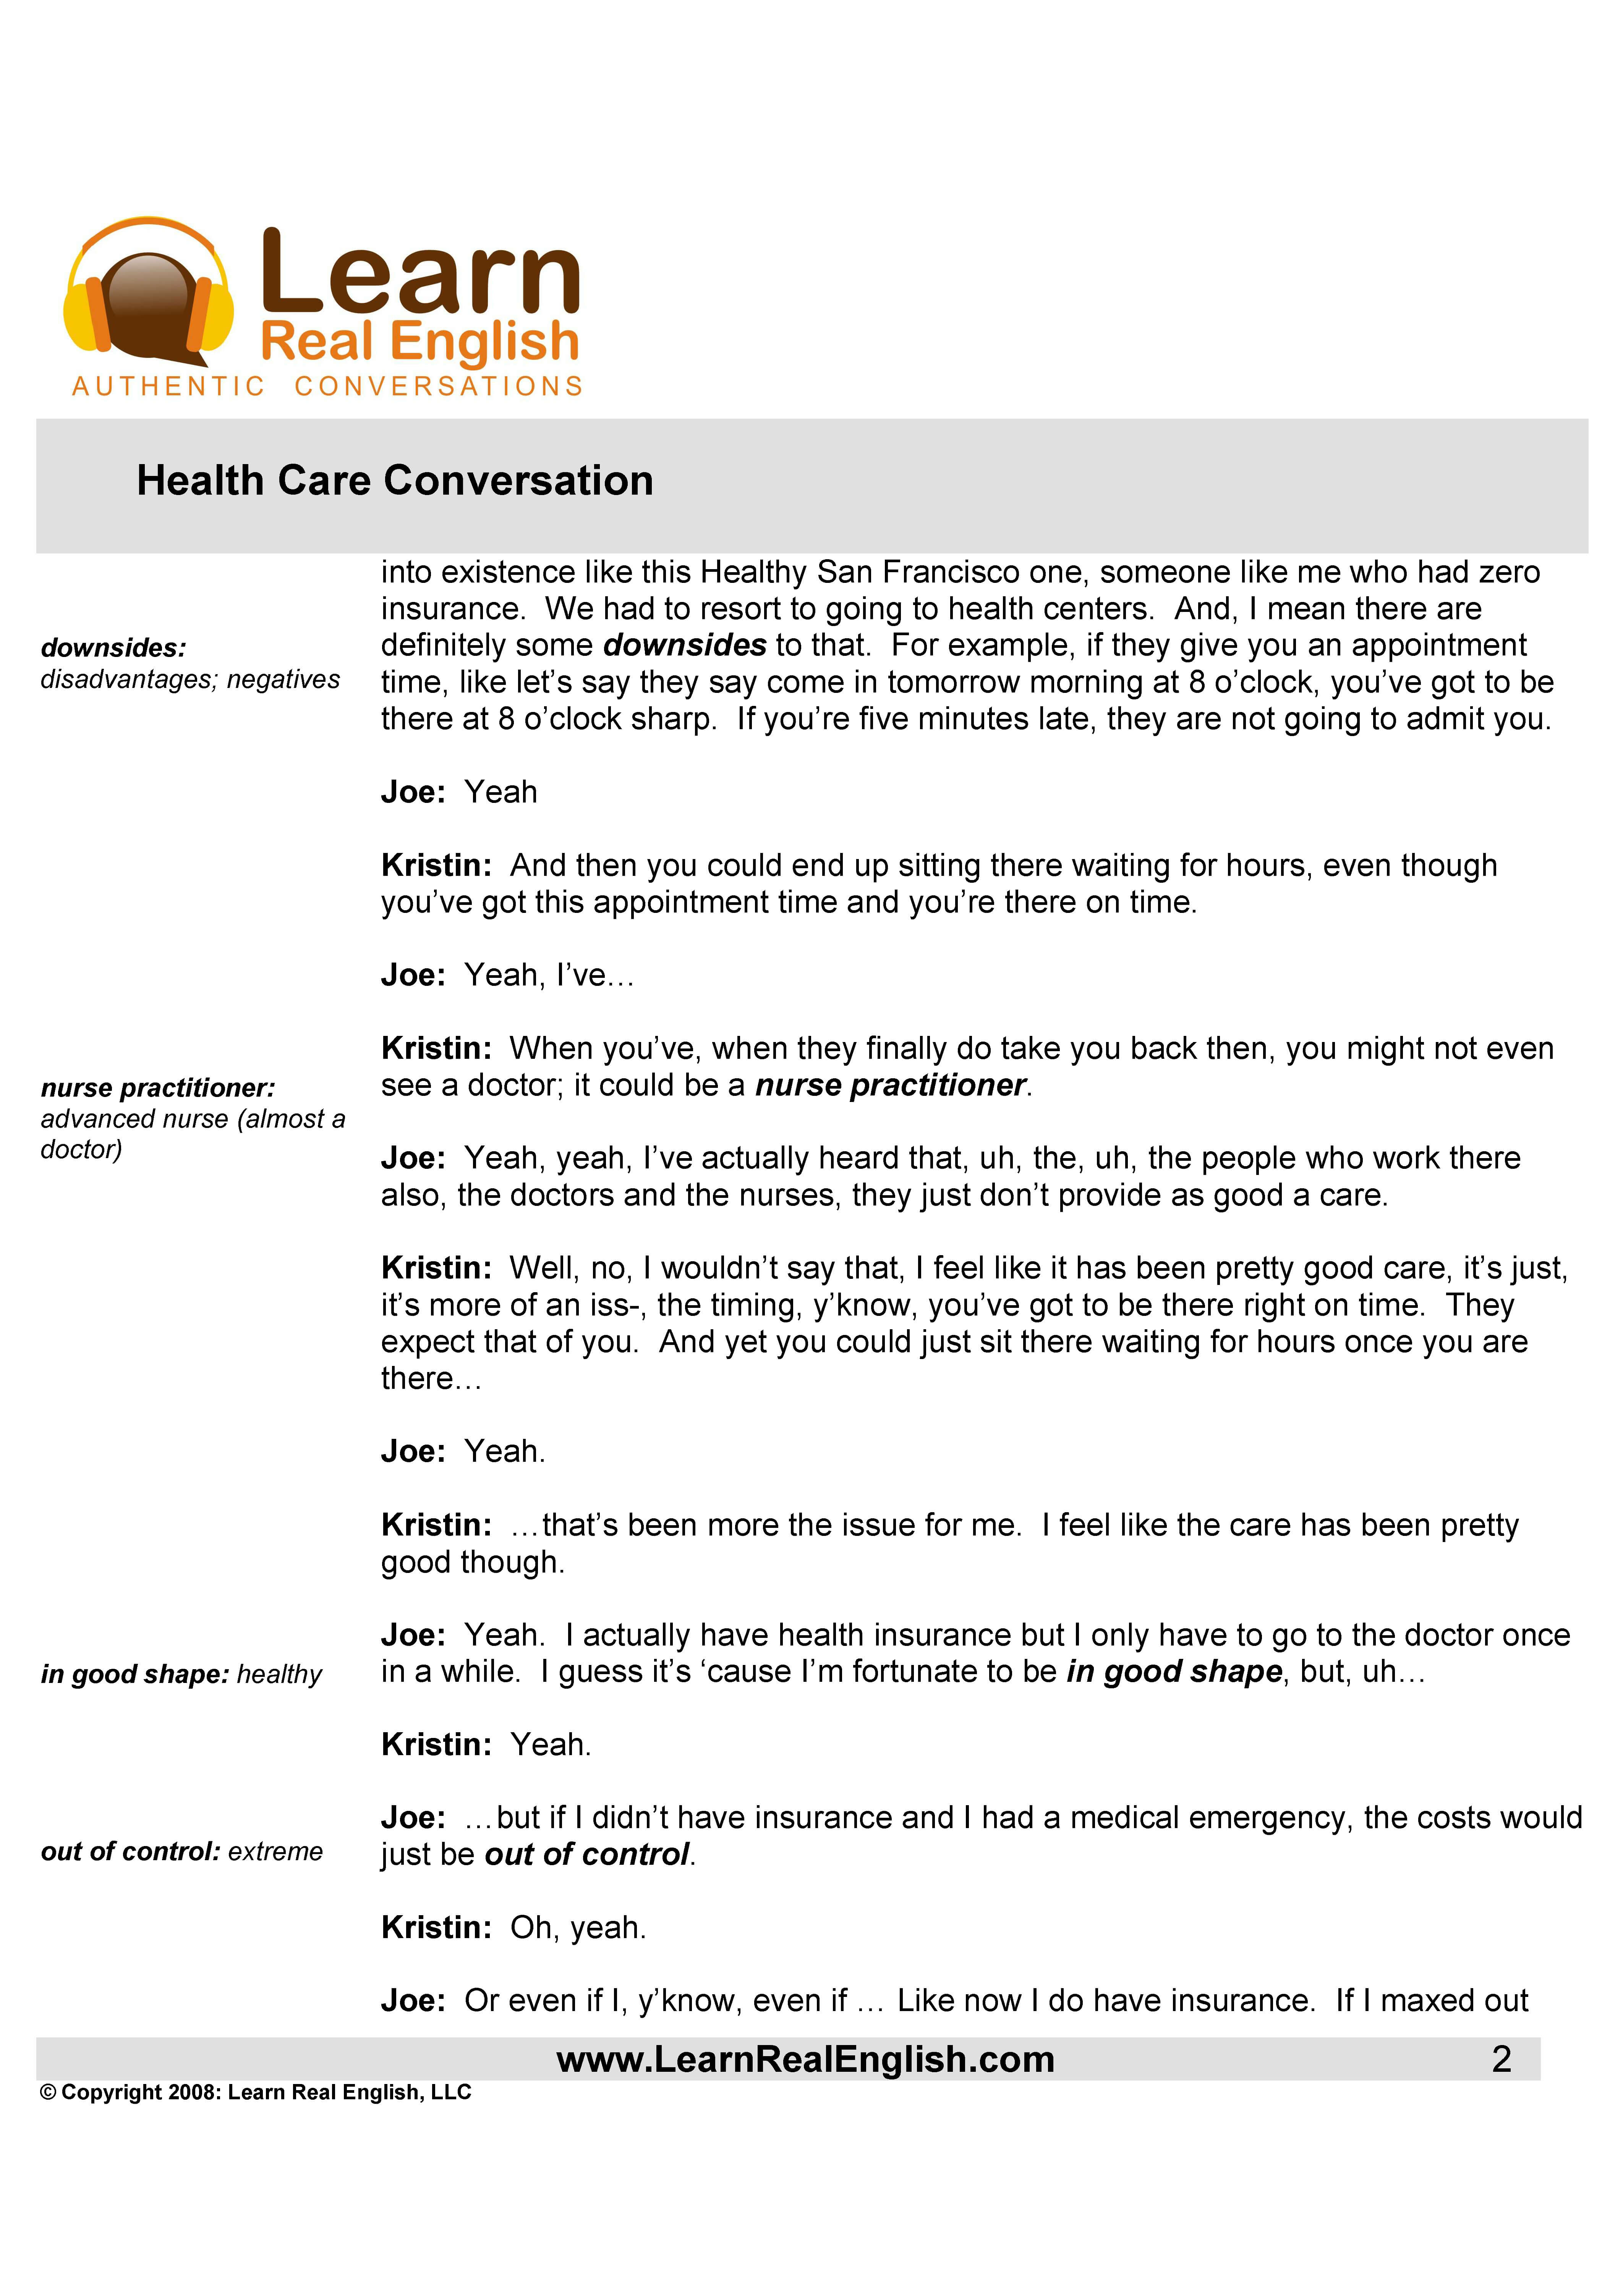 Learn
Real English
AUTHENTIC CONVERSATIONS
Health Care Conversation
into existence like this Healthy San Francisco one, someone like me who had zero
insurance.  We had to resort to going to health centers.  And, I mean there are
downsides:
definitely some downsides to that.  For example, if they give you an appointment
disadvantages; negatives
time, like let’s say they say come in tomorrow morning at 8 o’clock, you’ve got to be
there at 8 o’clock sharp.  If you’re five minutes late, they are not going to admit you.
Joe:  Yeah
Kristin:  And then you could end up sitting there waiting for hours, even though
you’ve got this appointment time and you’re there on time.
Joe:  Yeah, I’ve…
Kristin:  When you’ve, when they finally do take you back then, you might not even
nurse practitioner:
see a doctor; it could be a nurse practitioner.
advanced nurse (almost a
doctor)
Joe:  Yeah, yeah, I’ve actually heard that, uh, the, uh, the people who work there
also, the doctors and the nurses, they just don’t provide as good a care.
Kristin:  Well, no, I wouldn’t say that, I feel like it has been pretty good care, it’s just,
it’s more of an iss-, the timing, y’know, you’ve got to be there right on time.  They
expect that of you.  And yet you could just sit there waiting for hours once you are
there…
Joe:  Yeah.
Kristin:  …that’s been more the issue for me.  I feel like the care has been pretty
good though.
Joe:  Yeah.  I actually have health insurance but I only have to go to the doctor once
in good shape: healthy
in a while.  I guess it’s ‘cause I’m fortunate to be in good shape, but, uh…
Kristin:  Yeah.
Joe:  …but if I didn’t have insurance and I had a medical emergency, the costs would
out of control: extreme
just be out of control.
Kristin:  Oh, yeah.
Joe:  Or even if I, y’know, even if … Like now I do have insurance.  If I maxed out
www.LearnRealEnglish.com 2
© Copyright 2008: Learn Real English, LLC